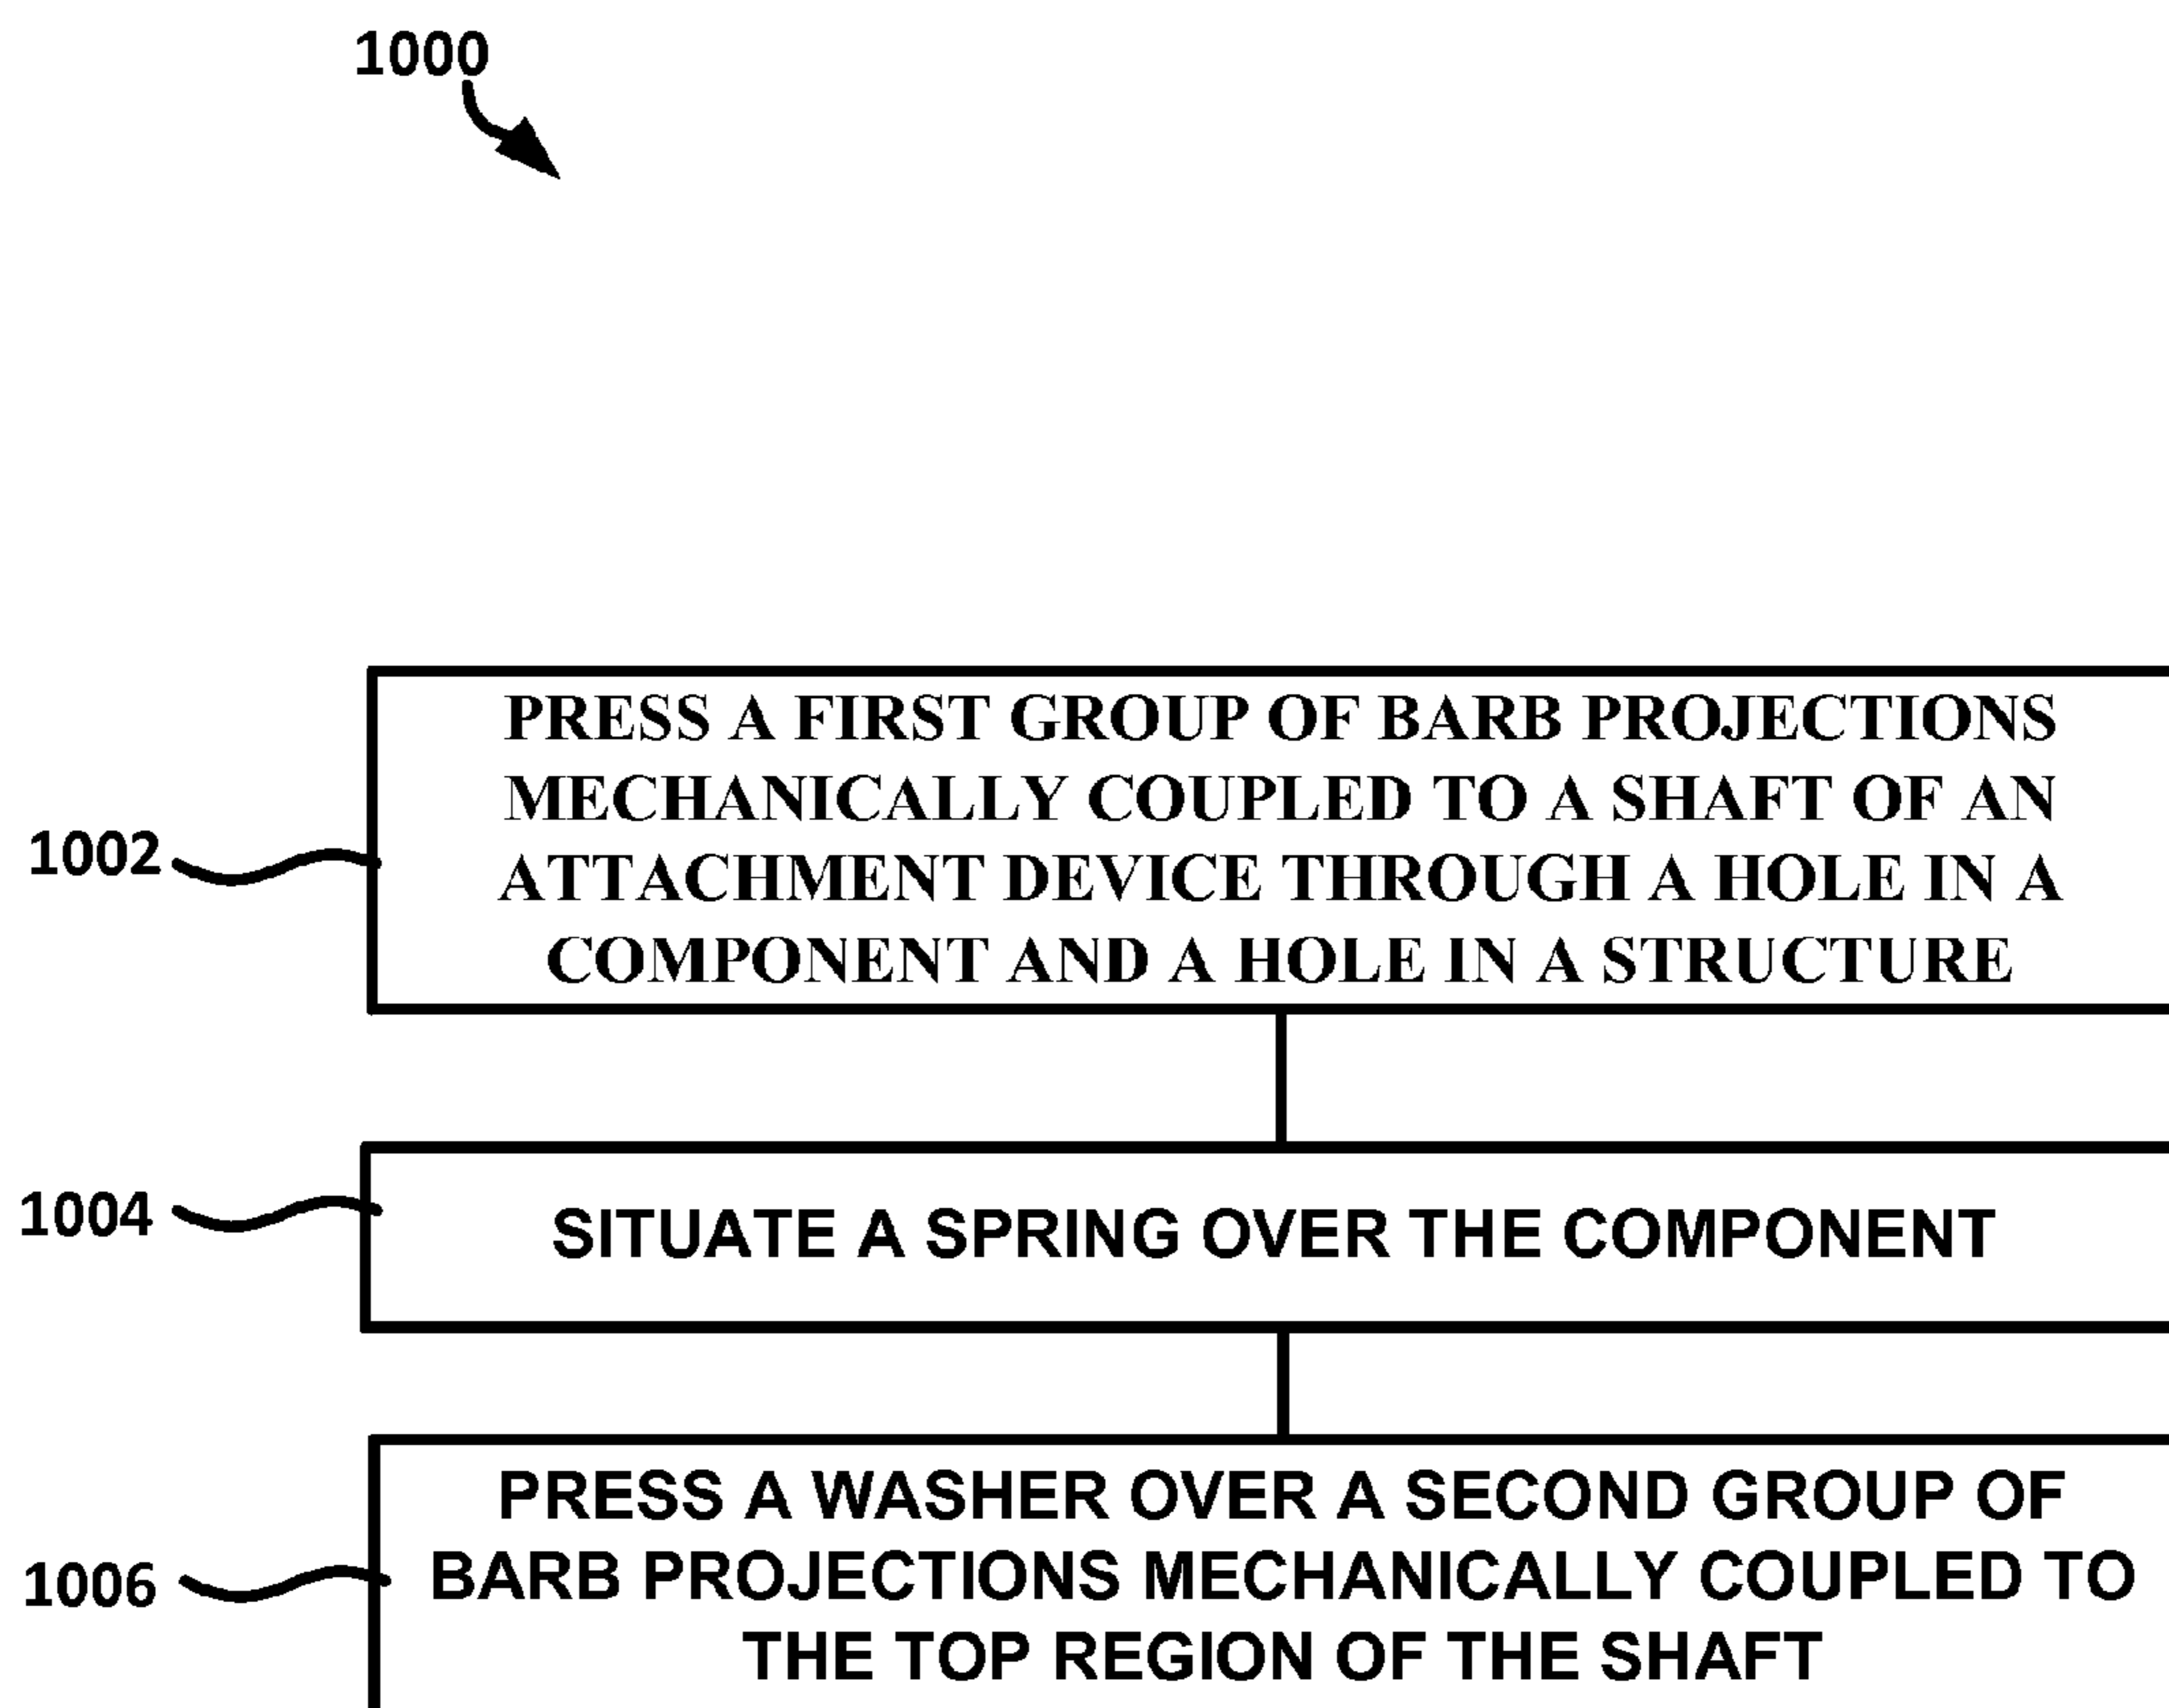 1000
PRESS A FIRST GROUP OF BARB PROJECTIONS
MECHANICALLY COUPLED TO A SHAFT OF AN
1002
ATTACHMENT DEVICE THROUGH A HOLE IN A
COMPONENT AND A HOLE IN A STRUCTURE
1004
SITUATE A SPRING OVER THE COMPONENT
PRESS A WASHER OVER A SECOND GROUP OF
1006
BARB PROJECTIONS MECHANICALLY COUPLED TO
THE TOP REGION OF THE SHAFT